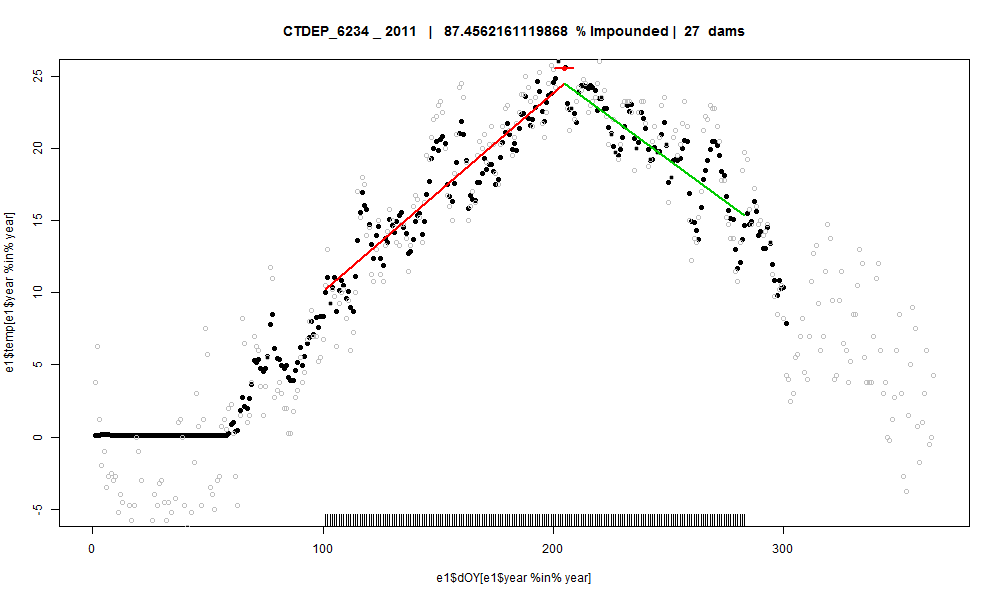 CTDEP_6234 _ 2011 | 87.4562161119868 % Impounded | 27 dams
e1$temp[e1$year %in% year]
25
20
15
10
5
0
-5
0 100 200 300
e1$dOY[e1$year %in% year]